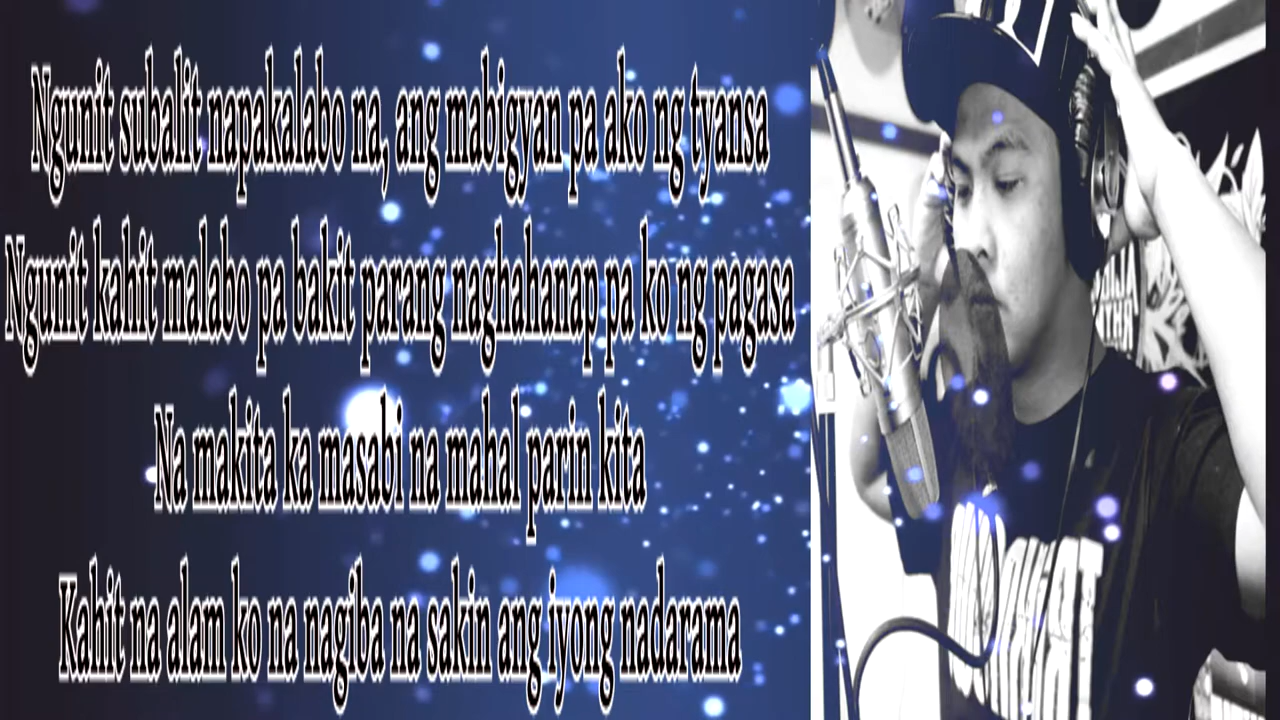 Ngunit subalit napakalabo na, ang mabigyan pa ako ng tyansa
Ngunit kahit malabo pa bakit parang naghahanap pa ko ng pagasa
Na makita ka masabi na mahal parin kita
Kahit na alam ko na nagiba na sakin ang iyong nadarama